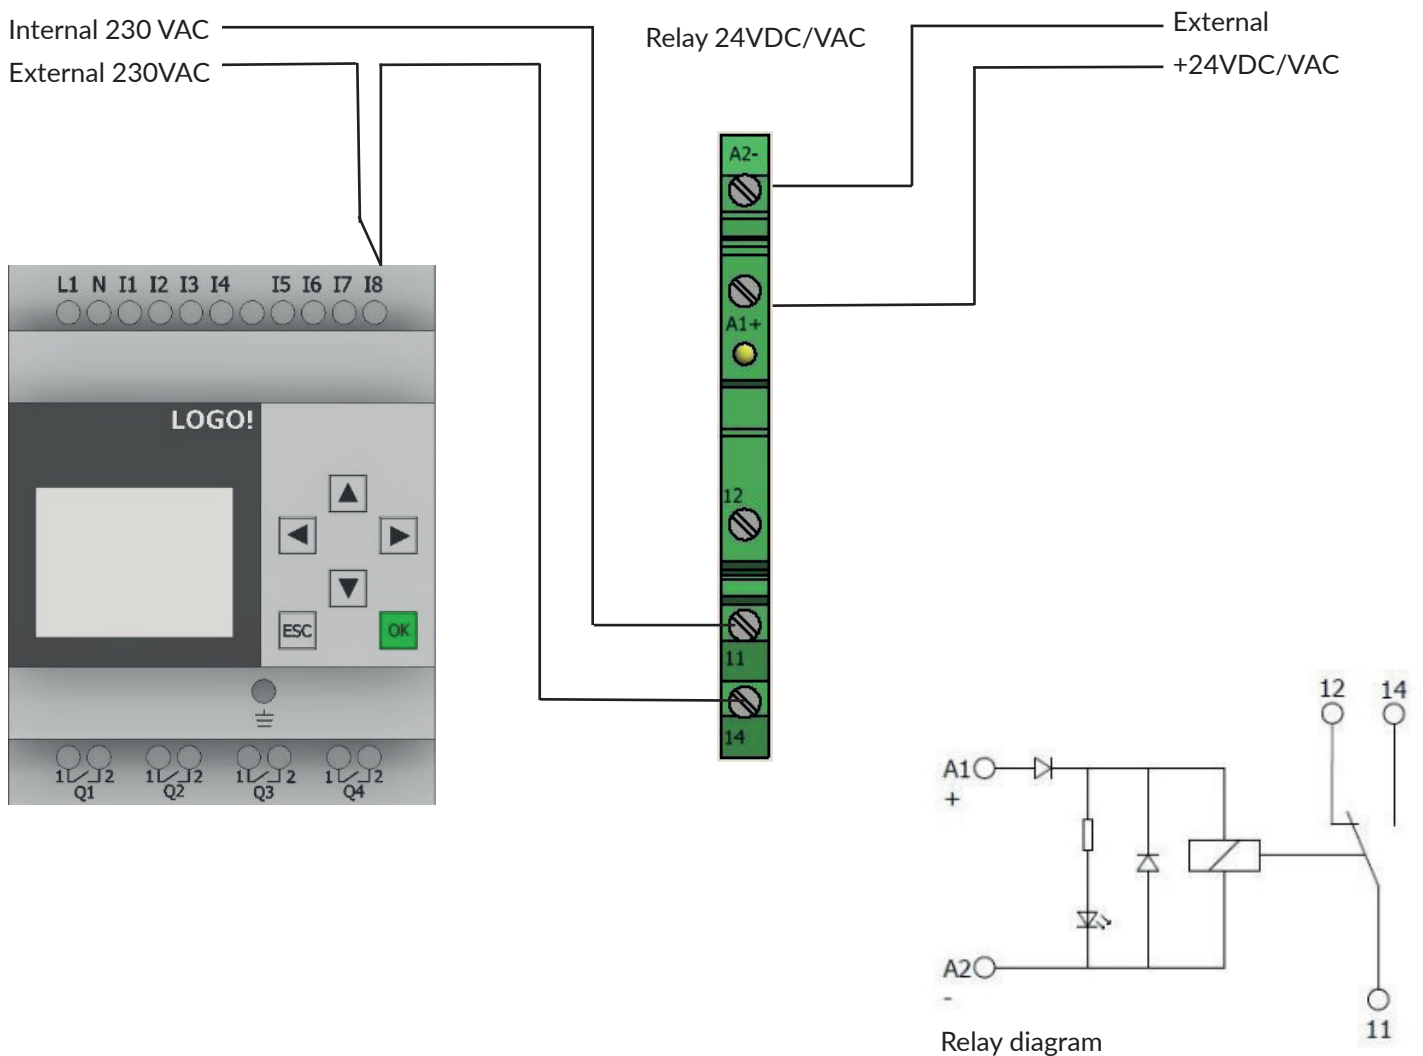 Internal 230 VAC
External 230VAC
Relay 24VDC/VAC
External
+24VDC/VAC
L1 N I1 I2 I3 I4 I5 I6 I7 I8
LOGO!
ESC
OK
1 2 1 2 1 2 1 2
Q1 Q2 Q3 Q4
A2-
A1+
12
11
14
12 14
A1
+
A2
-
11
Relay diagram